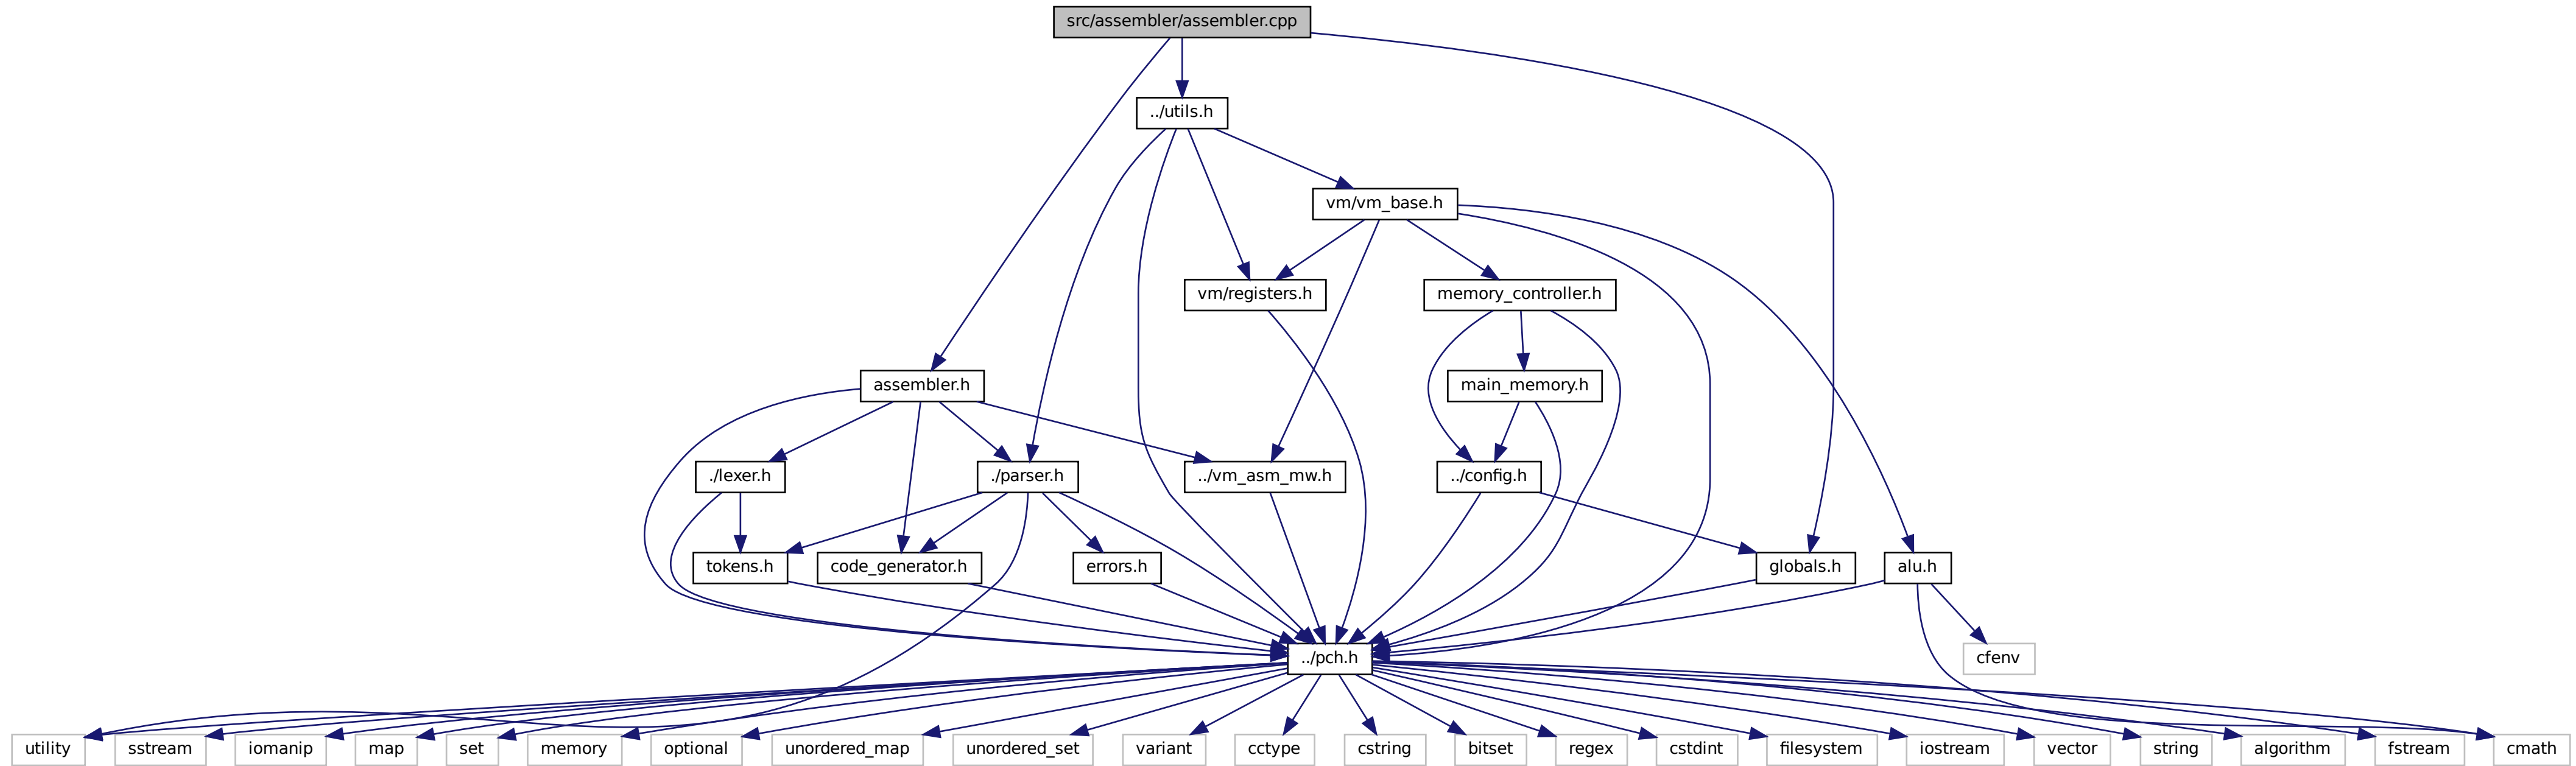 src/assembler/assembler.cpp
../utils.h
vm/vm_base.h
vm/registers.h
memory_controller.h
assembler.h
main_memory.h
./lexer.h
./parser.h
../vm_asm_mw.h
../config.h
tokens.h
code_generator.h
errors.h
globals.h
alu.h
../pch.h
cfenv
utility
sstream
iomanip
map
set
memory
optional
unordered_map
unordered_set
variant
cctype
cstring
bitset
regex
cstdint
filesystem
iostream
vector
string
algorithm
fstream
cmath